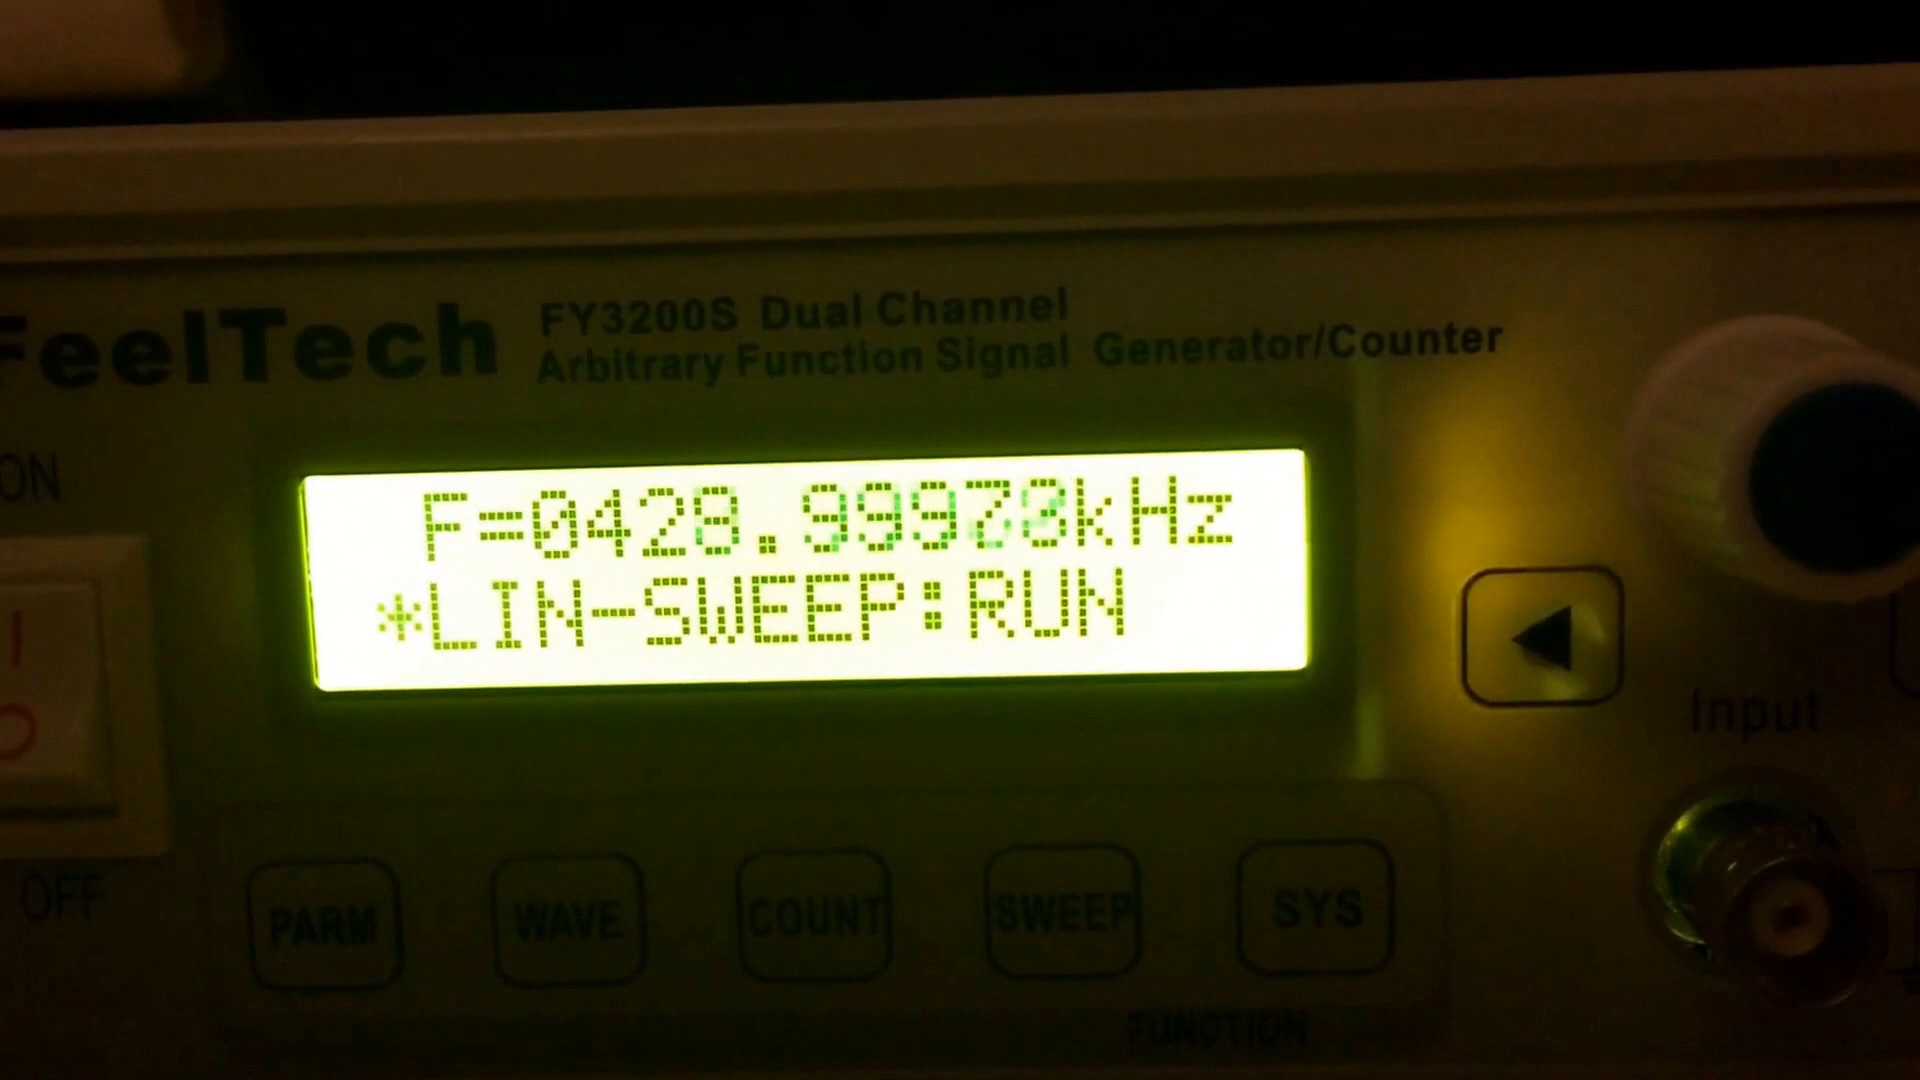 FeelTech
FY3200S Dual Channel
Arbitrary Function Signal Generator/Counter
ON
F=0428.99970kHz
*LIN-SWEEP:RUN
Input
OFF
PARM WAVE COUNT SWEEP SYS
FUNCTION